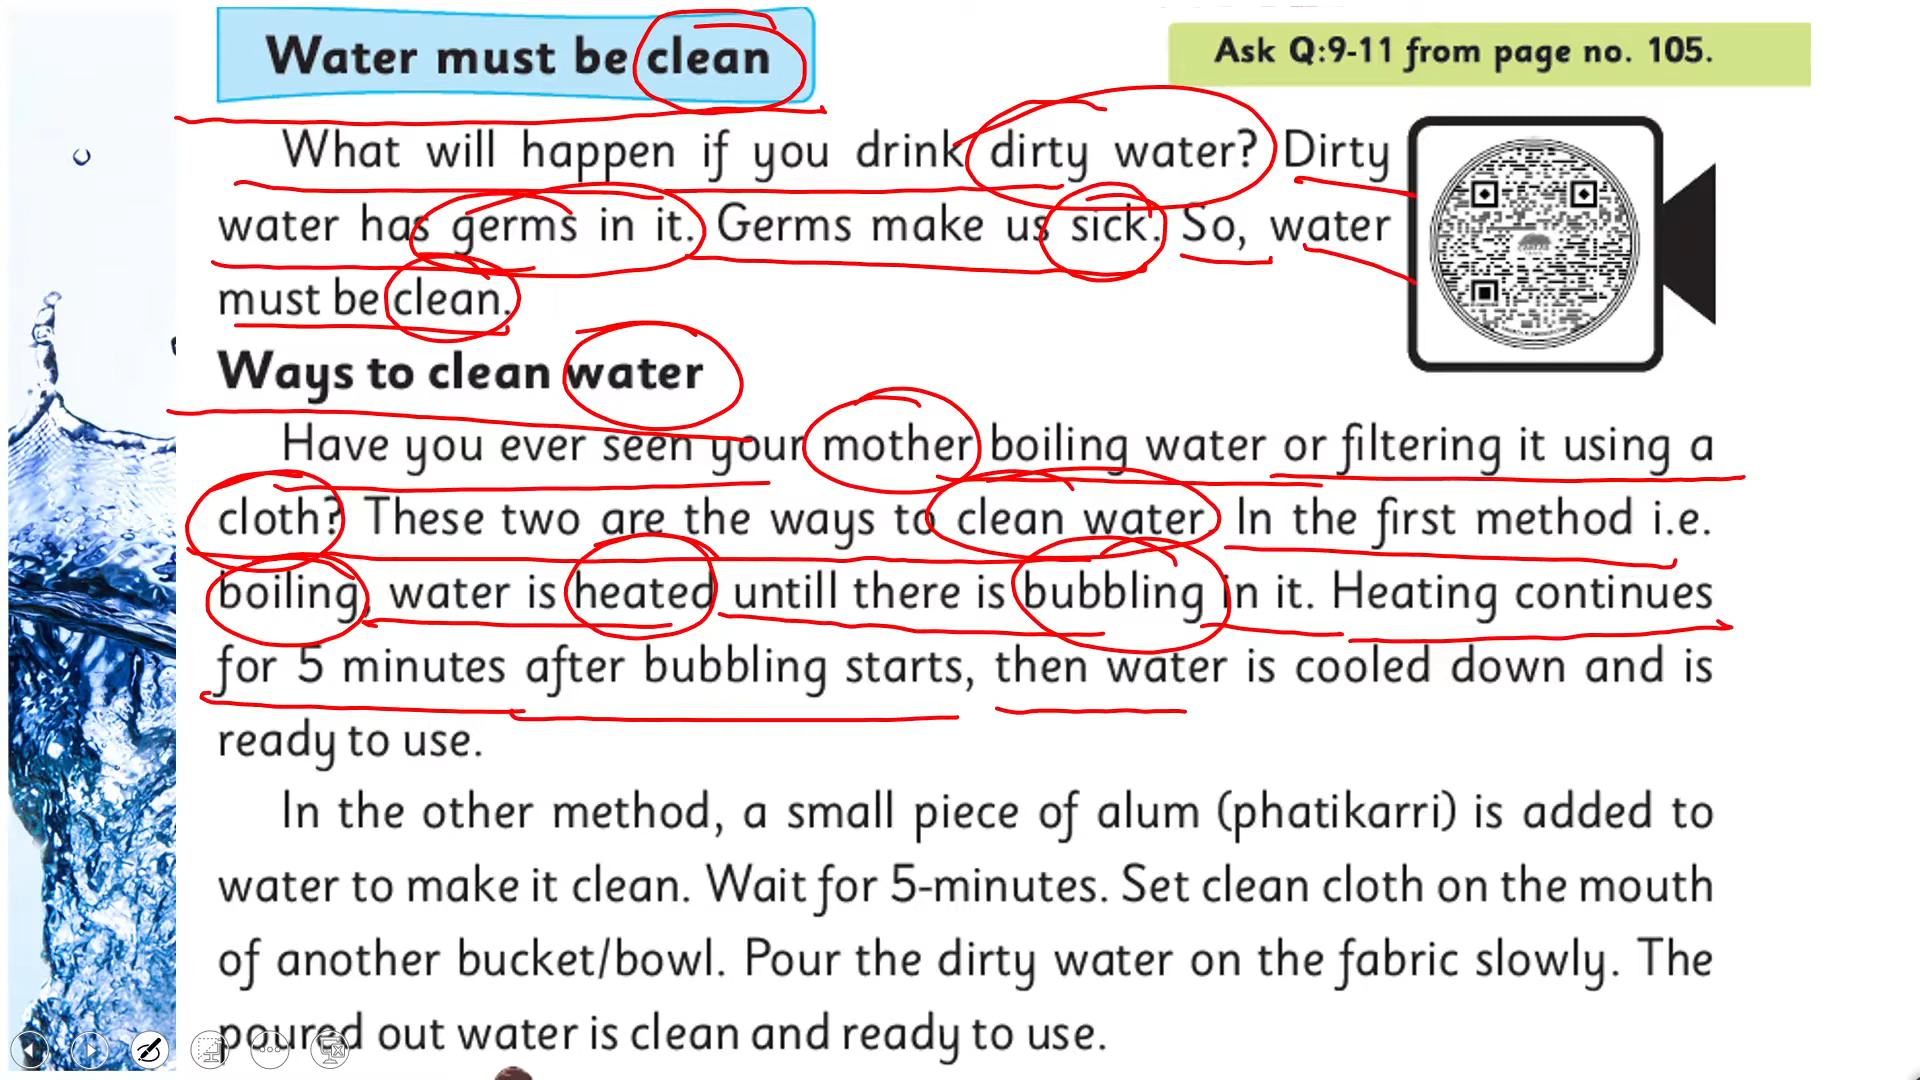 Water must be clean
Ask Q:9-11 from page no. 105.
What will happen if you drink dirty water? Dirty
water has germs in it. Germs make us sick. So, water
must be clean.
Ways to clean water
Have you ever seen your mother boiling water or filtering it using a
cloth? These two are the ways to clean water. In the first method i.e.
boiling, water is heated untill there is bubbling in it. Heating continues
for 5 minutes after bubbling starts, then water is cooled down and is
ready to use.
In the other method, a small piece of alum (phatikarri) is added to
water to make it clean. Wait for 5-minutes. Set clean cloth on the mouth
of another bucket/bowl. Pour the dirty water on the fabric slowly. The
poured out water is clean and ready to use.